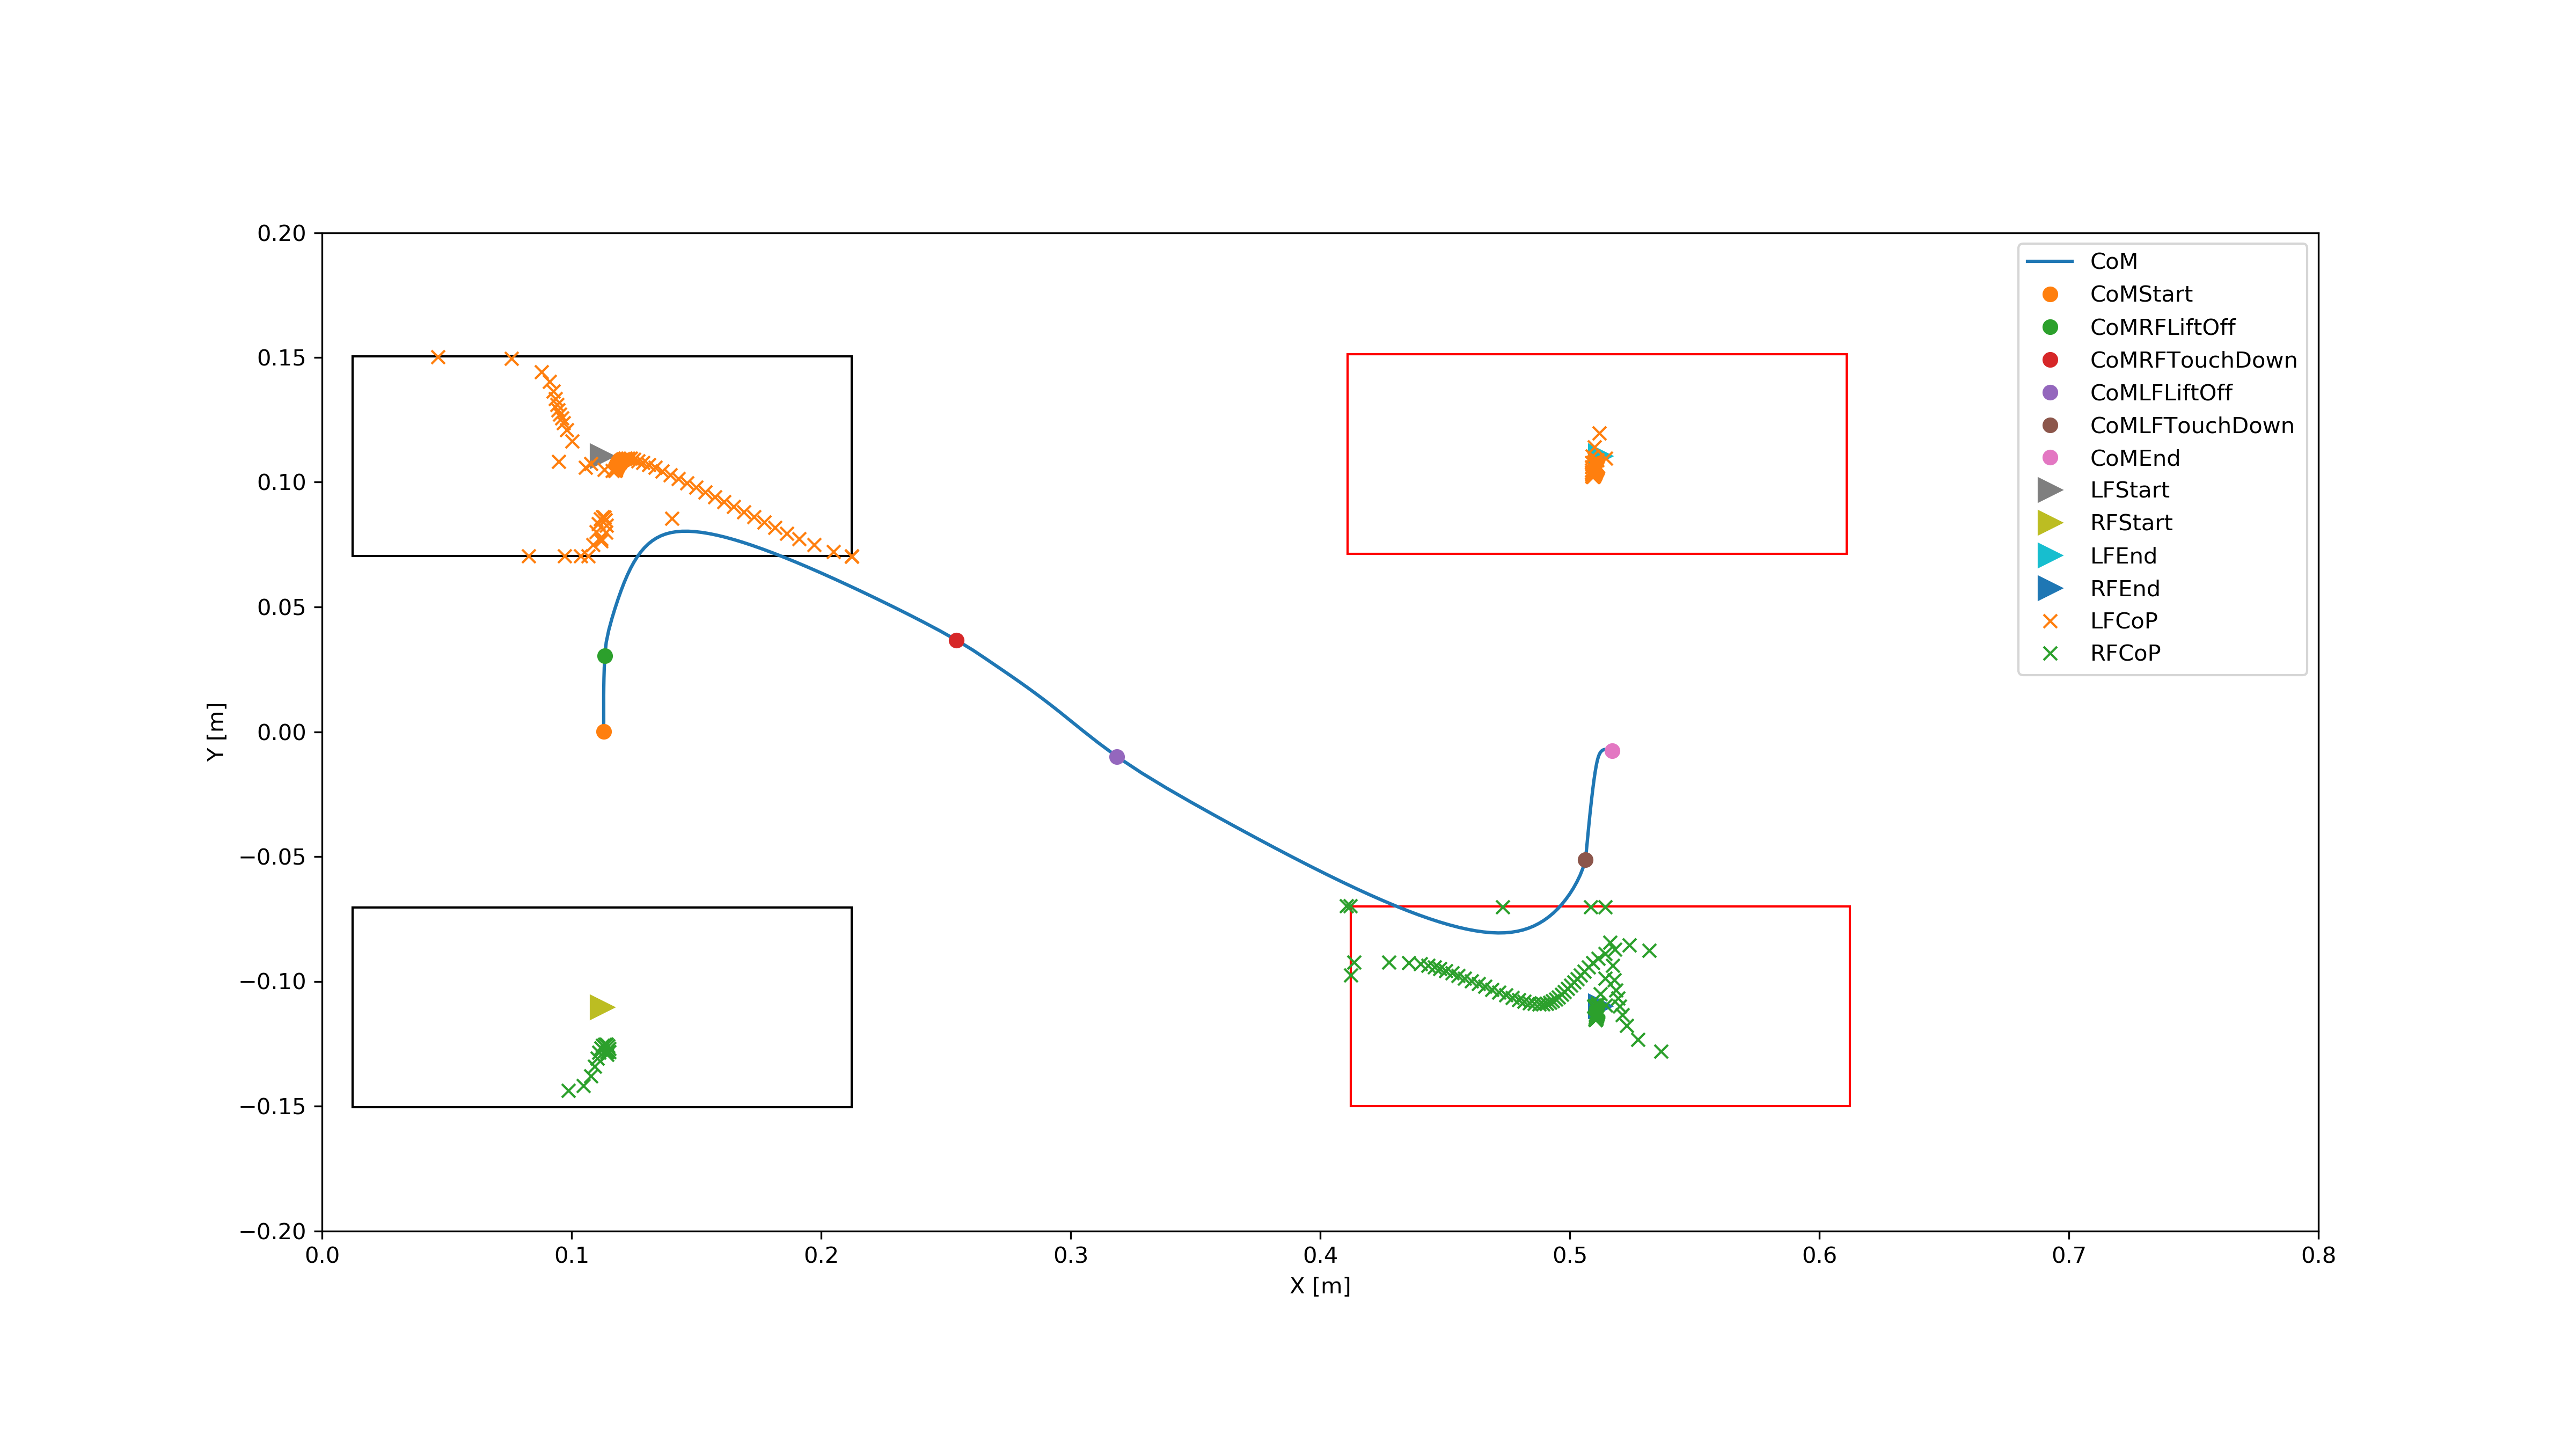 0.20
0.15
0.10
0.05
0.00
−0.05
−0.10
−0.15
−0.20
Y [m]
0.0 0.1 0.2 0.3 0.4 0.5 0.6 0.7 0.8
X [m]
CoM
CoMStart
CoMRFLiftOff
CoMRFTouchDown
CoMLFLiftOff
CoMLFTouchDown
CoMEnd
LFStart
RFStart
LFEnd
RFEnd
LFCoP
RFCoP